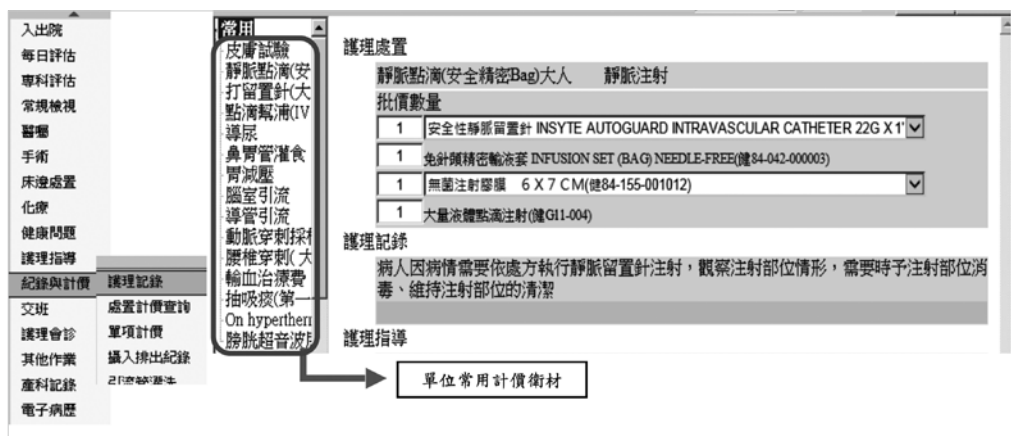 入出院
每日評估
專科評估
常規檢視
醫囑
手術
床邊處置
化療
健康問題
護理指導
紀錄與計價
交班
護理會診
其他作業
產科記錄
電子病歷
護理記錄
處置計價查詢
單項計價
攝入排出紀錄
常用
皮膚試驗
靜脈點滴(安
打留置針(大
點滴幫浦(IV
導尿
鼻胃管灌食
胃減壓
腦室引流
導管引流
動脈穿刺採
腰椎穿刺(大
輸血治療費
抽吸痰(第一
On hypertherm
膀胱超音波
護理處置
靜脈點滴(安全精密Bag)大人 靜脈注射
批價數量
1 安全性靜脈留置針 INSYTE AUTOGUARD INTRAVASCULAR CATHETER 22G X 1"
1 免針頭精密輸液套 INFUSION SET (BAG) NEEDLE-FREE(健84-042-000003)
1 無菌注射膠膜 6 X 7 C M(健84-155-001012)
1 大量液體點滴注射(健G11-004)
護理記錄
病人因病情需要依處方執行靜脈留置針注射，觀察注射部位情形，需要時予注射部位消
毒、維持注射部位的清潔
護理指導
單位常用計價衛材